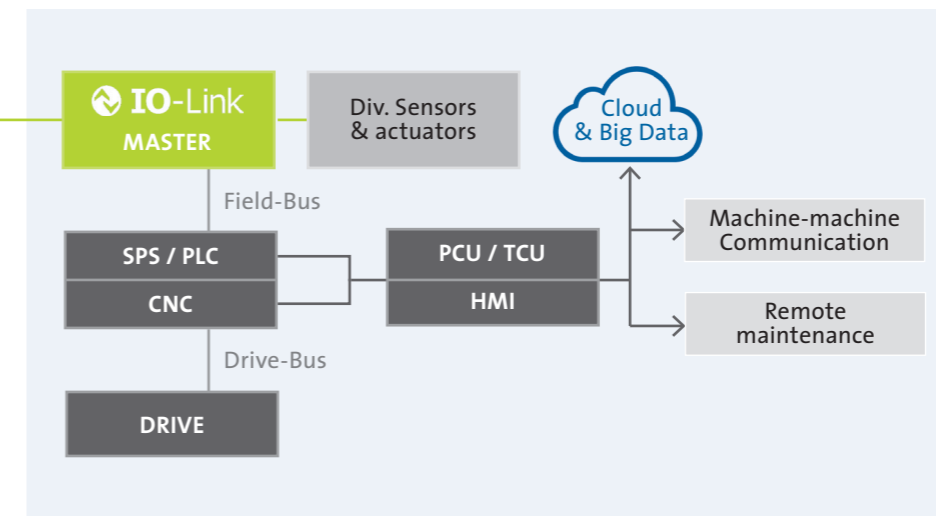 IO-Link
MASTER
Div. Sensors
& actuators
Cloud
& Big Data
Field-Bus
Machine-machine
Communication
SPS / PLC
PCU / TCU
CNC
HMI
Remote
maintenance
Drive-Bus
DRIVE